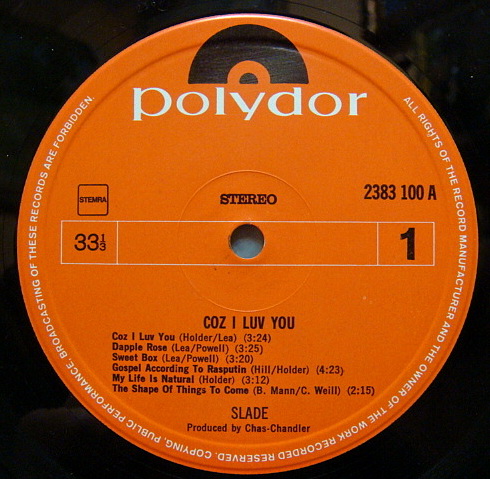 polydor
STEMRA
STEREO
2383 100 A
33⅓
1
COZ I LUV YOU
Coz I Luv You (Holder/Lea) (3:24)
Dapple Rose (Lea/Powell) (3:25)
Sweet Box (Lea/Powell) (3:20)
Gospel According To Rasputin (Hill/Holder) (4:23)
My Life Is Natural (Holder) (3:12)
The Shape Of Things To Come (B. Mann/C. Weill) (2:15)
SLADE
Produced by Chas-Chandler
ALL RIGHTS OF THE RECORD MANUFACTURER AND THE OWNER OF THE WORK RECORDED RESERVED. COPYING, PUBLIC PERFORMANCE, BROADCASTING OF THESE RECORDS ARE FORBIDDEN.